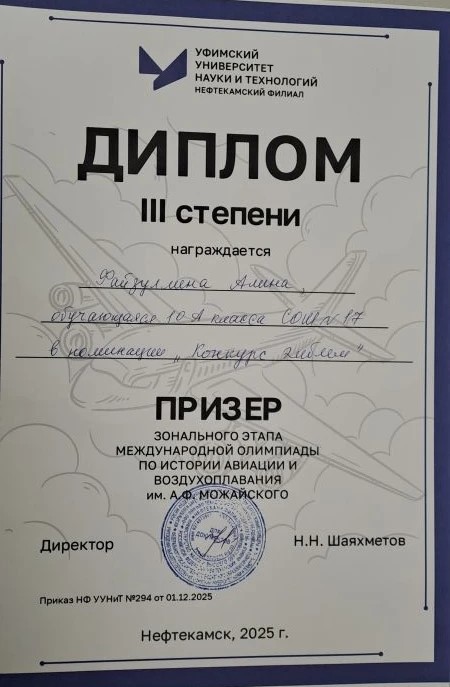 УФИМСКИЙ
УНИВЕРСИТЕТ
НАУКИ И ТЕХНОЛОГИЙ
НЕФТЕКАМСКИЙ ФИЛИАЛ
ДИПЛОМ
III степени
награждается
Файзуллина Алина,
обучающаяся 10 А класса СОШ № 17
в номинации „Конкурс эмблем"
ПРИЗЕР
ЗОНАЛЬНОГО ЭТАПА
МЕЖДУНАРОДНОЙ ОЛИМПИАДЫ
ПО ИСТОРИИ АВИАЦИИ И
ВОЗДУХОПЛАВАНИЯ
им. А.Ф. МОЖАЙСКОГО
Директор
Н.Н. Шаяхметов
Приказ НФ УУНиТ №294 от 01.12.2025
Нефтекамск, 2025 г.